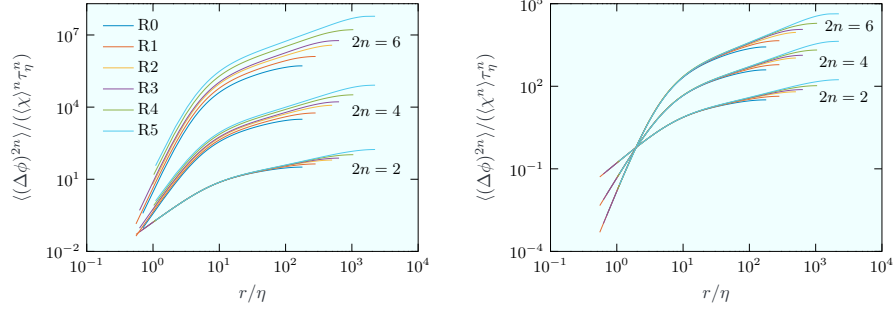 10^7
10^4
10^1
10^{-2}
⟨(Δϕ)^{2n}⟩/(⟨χ⟩^n τ_η^n)
R0
R1
R2
R3
R4
R5
2n = 6
2n = 4
2n = 2
10^{-1} 10^0 10^1 10^2 10^3 10^4
r/η
10^5
10^2
10^{-1}
10^{-4}
⟨(Δϕ)^{2n}⟩/(⟨χ^n⟩τ_η^n)
2n = 6
2n = 4
2n = 2
10^{-1} 10^0 10^1 10^2 10^3 10^4
r/η